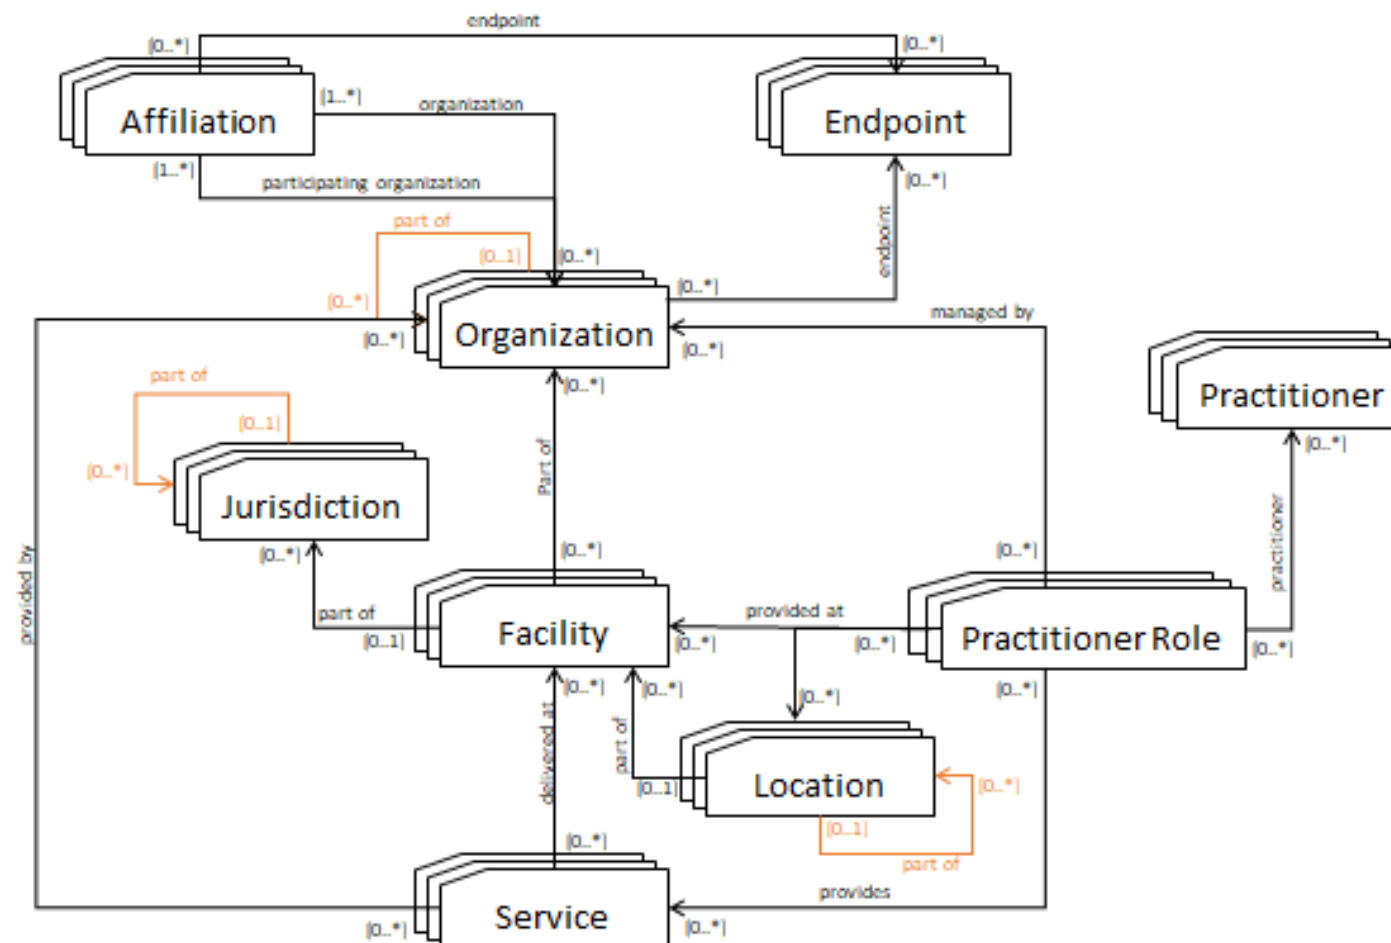 endpoint
(0..*)
(0..*)
Affiliation
(1..*)
organization
Endpoint
(1..*)
participating organization
(0..*)
part of
(0..1)
(0..*)
endpoint
(0..*)
(0..*)
(0..*)
Organization
managed by
(0..*)
(0..*)
part of
(0..*)
Practitioner
(0..1)
(0..*)
(0..*)
Part of
Jurisdiction
practitioner
(0..*)
(0..*)
(0..*)
provided by
part of
provided at
(0..1)
Facility
(0..*)
(0..*)
Practitioner Role
(0..*)
(0..*)
(0..*)
(0..*)
(0..*)
delivered at
part of
(0..1)
Location
(0..*)
(0..1)
(0..*)
part of
provides
(0..*)
Service
(0..*)